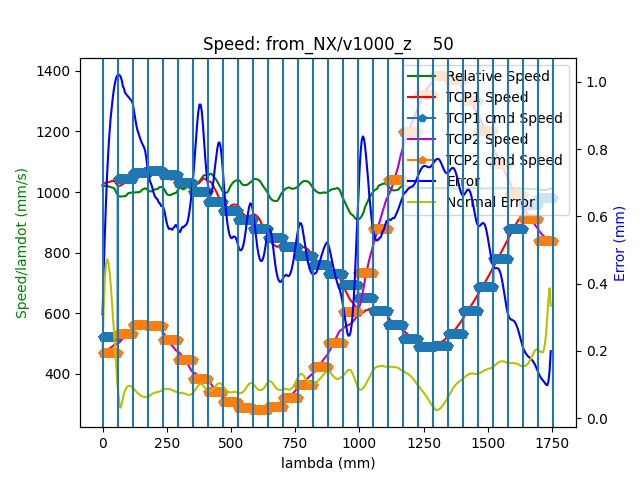 Speed: from_NX/v1000_z 50
1400
1200
1000
800
600
400
Speed/lamdot (mm/s)
Relative Speed
TCP1 Speed
TCP1 cmd Speed
TCP2 Speed
TCP2 cmd Speed
Error
Normal Error
1.0
0.8
0.6
0.4
0.2
0.0
Error (mm)
0 250 500 750 1000 1250 1500 1750
lambda (mm)